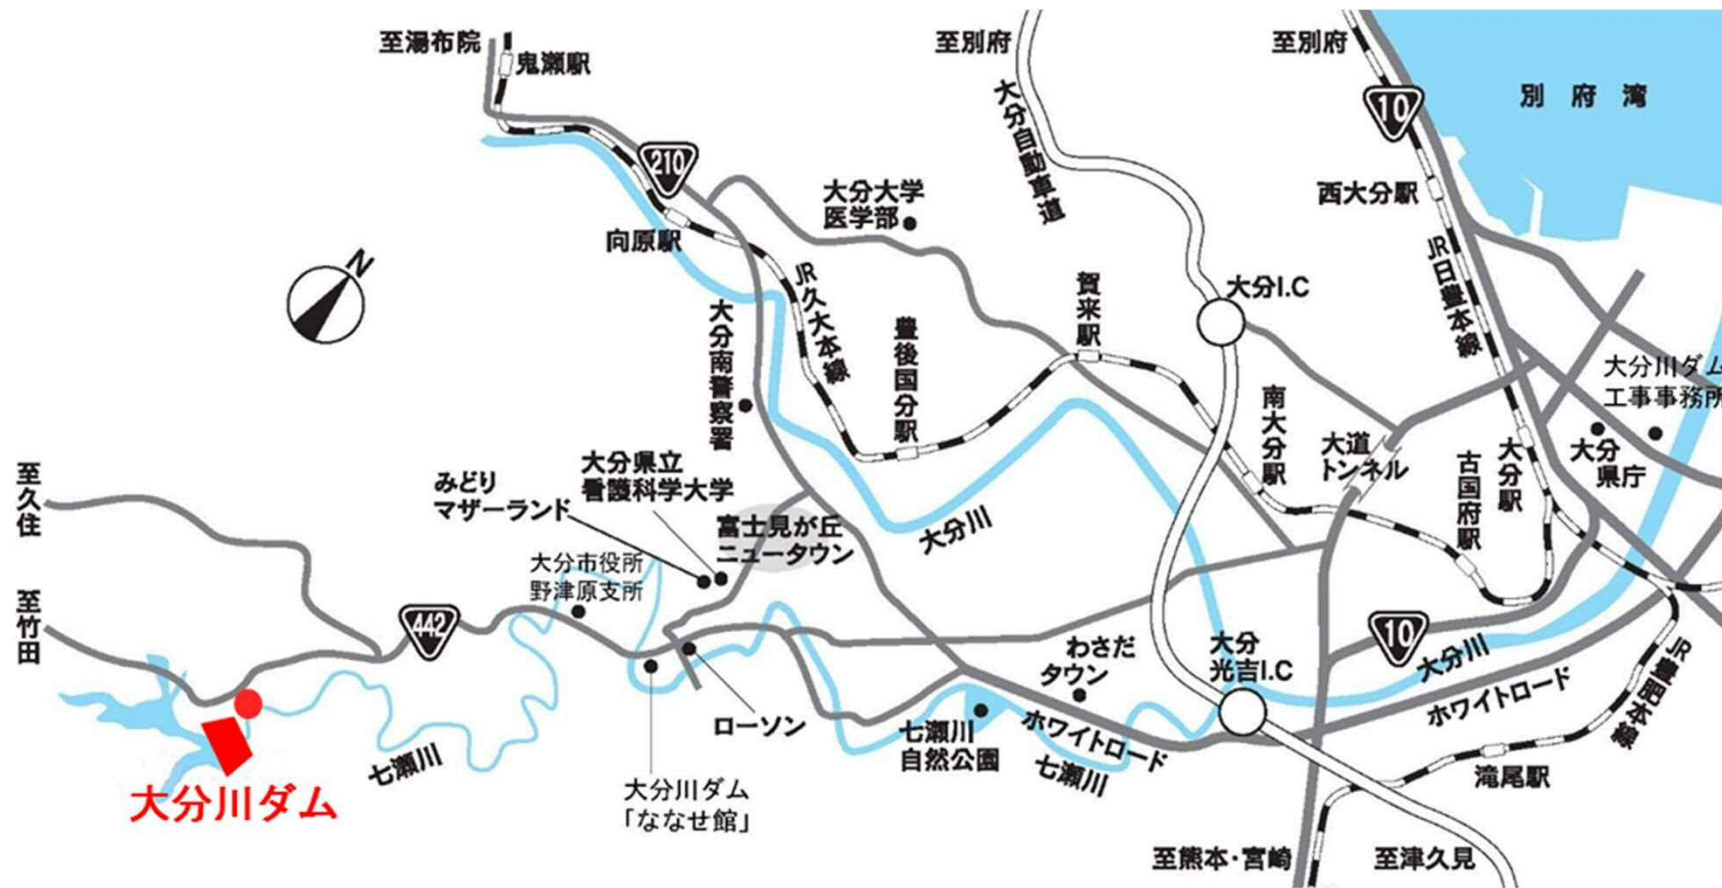 至湯布院
鬼瀬駅
至別府
至別府
別府湾
10
大分自動車道
210
大分大学
医学部
西大分駅
向原駅
N
JR久大本線
JR日豊本線
大分I.C
賀来駅
大分南警察署
豊後国分駅
大分川ダム
工事事務所
南大分駅
大道
トンネル
古国府駅
大分駅
大分
県庁
至久住
みどり
マザーランド
大分県立
看護科学大学
富士見が丘
ニュータウン
大分川
大分市役所
野津原支所
至竹田
442
10
わさだ
タウン
大分
光吉I.C
大分川
ホワイトロード
JR豊肥本線
ローソン
七瀬川
自然公園
ホワイトロード
七瀬川
七瀬川
滝尾駅
大分川ダム
大分川ダム
「ななせ館」
至熊本・宮崎
至津久見